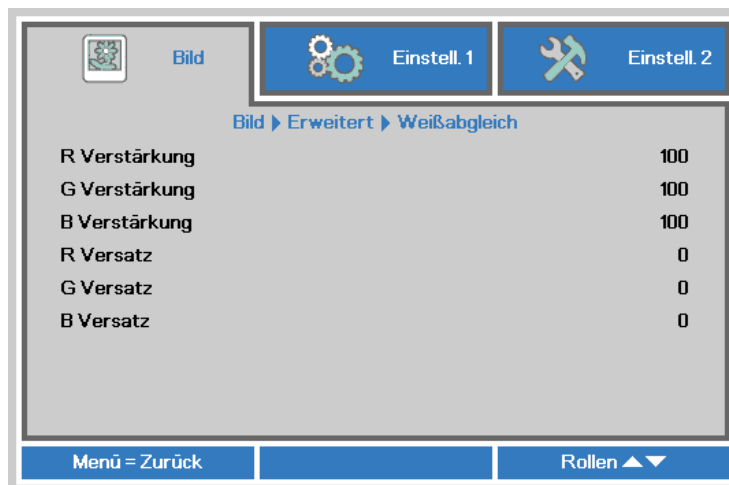 Bild
Einstell. 1
Einstell. 2
Bild ▶ Erweitert ▶ Weißabgleich
R Verstärkung 100
G Verstärkung 100
B Verstärkung 100
R Versatz 0
G Versatz 0
B Versatz 0
Menü = Zurück
Rollen ▲▼